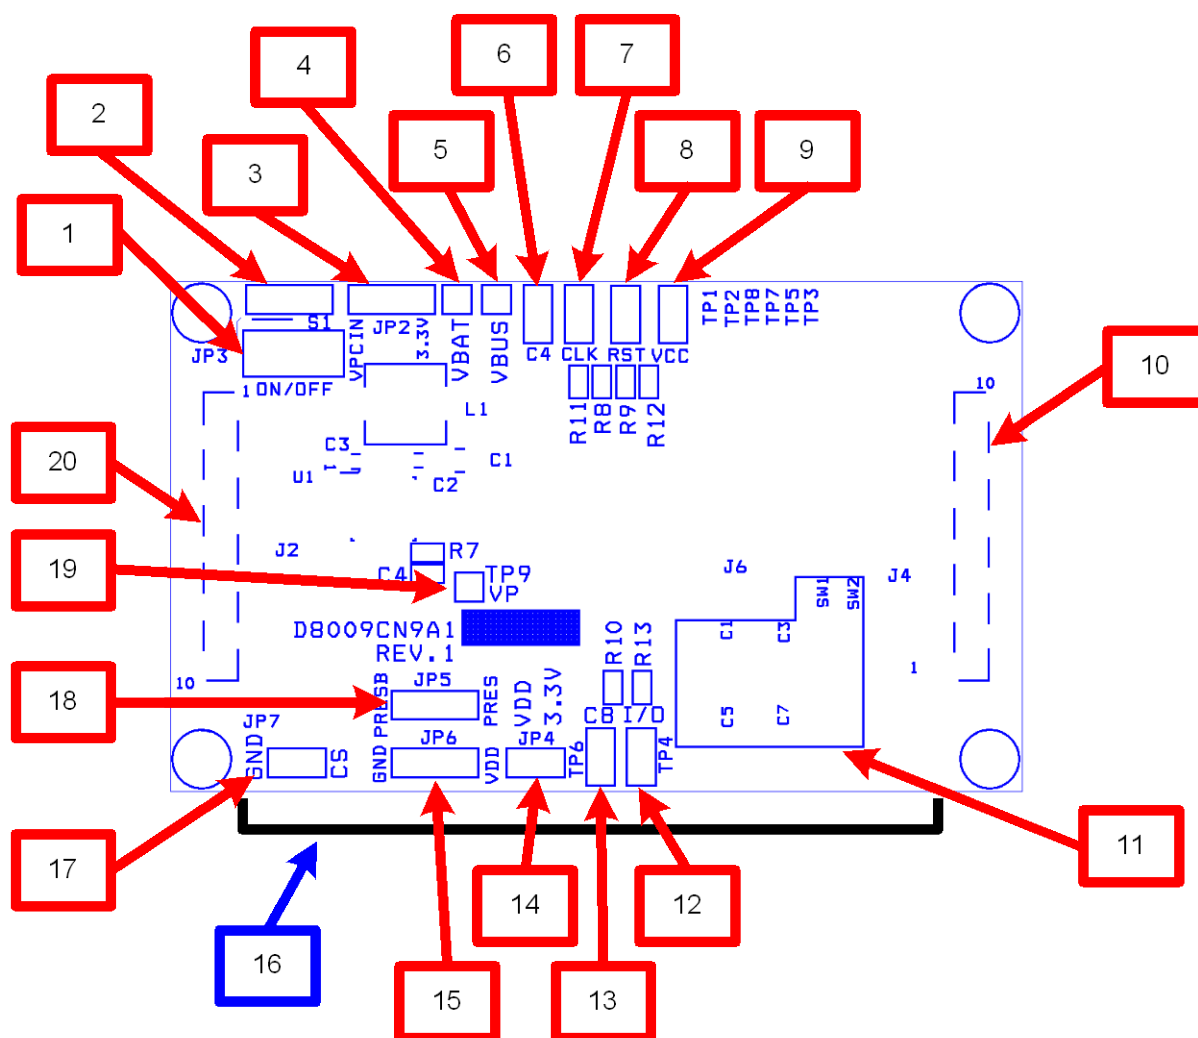 6
7
4
2
5
8
9
3
1
S1
JP2
JP3
VPCIN
3.3V
VBAT
VBUS
C4
CLK
RST
VCC
TP1
TP2
TP8
TP7
TP5
TP3
1
ON/OFF
10
10
L1
R11
R8
R9
R12
C3
C1
U1
1
C2
20
J2
R7
J6
J4
19
C4
TP9
VP
SW1
SW2
D8009CN9A1
REV.1
R10
R13
C1
C3
1
10
18
PRESB
JP5
PRES
VDD
3.3V
C8 I/O
C5
C7
JP7
GND
CS
GND
JP6
VDD
JP4
TP6
TP4
17
11
14
12
16
15
13